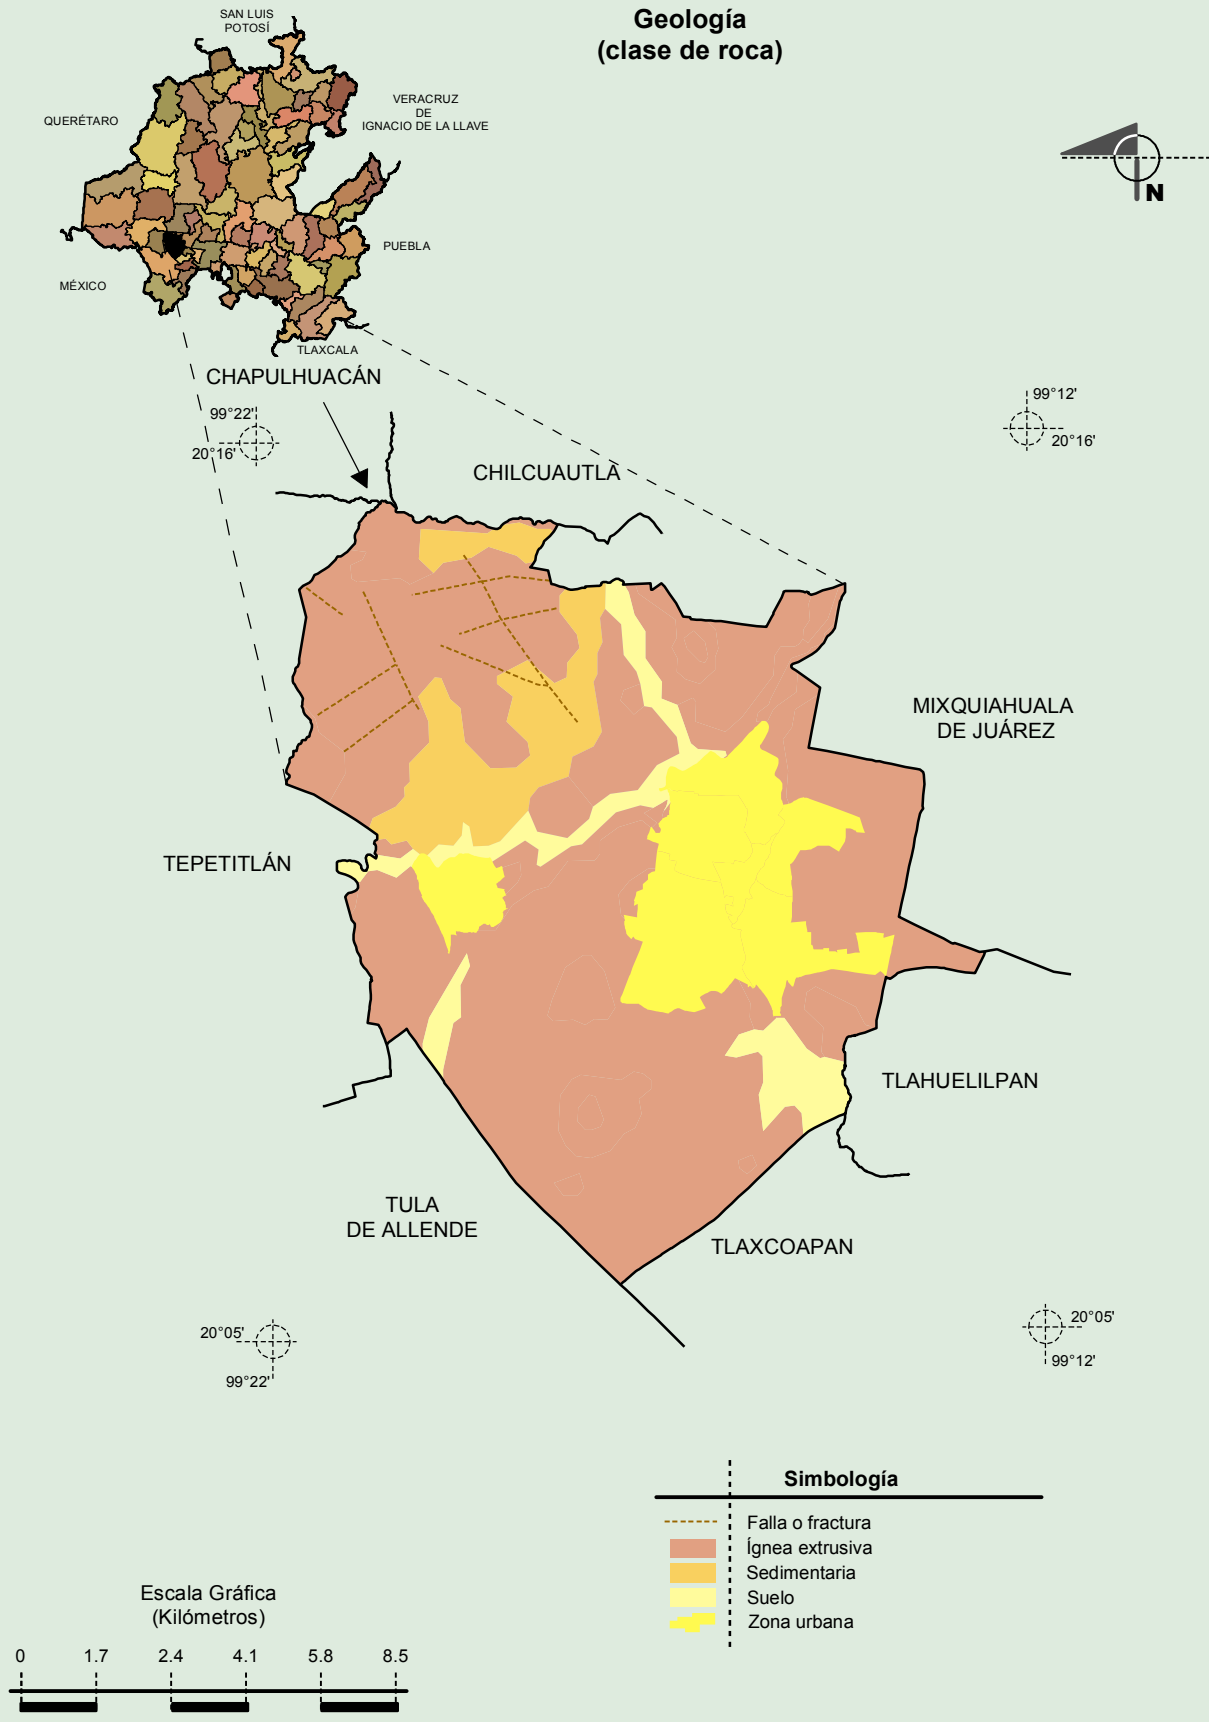 Geología
(clase de roca)
SAN LUIS
POTOSÍ
QUERÉTARO
VERACRUZ
DE
IGNACIO DE LA LLAVE
PUEBLA
MÉXICO
TLAXCALA
N
CHAPULHUACÁN
99°22'
20°16'
99°12'
20°16'
CHILCUAUTLA
MIXQUIAHUALA
DE JUÁREZ
TEPETITLÁN
TLAHUELILPAN
TULA
DE ALLENDE
TLAXCOAPAN
20°05'
99°22'
20°05'
99°12'
Simbología
Falla o fractura
Ígnea extrusiva
Sedimentaria
Suelo
Zona urbana
Escala Gráfica
(Kilómetros)
0 1.7 2.4 4.1 5.8 8.5